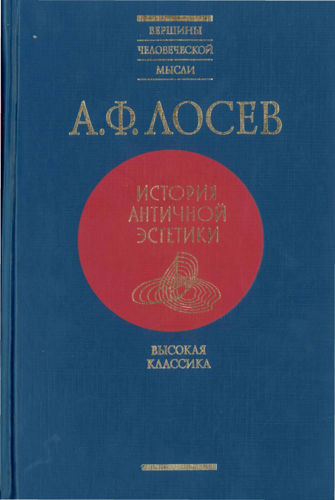 ВЕРШИНЫ
ЧЕЛОВЕЧЕСКОЙ
МЫСЛИ
А.Ф.ЛОСЕВ
ИСТОРИЯ
АНТИЧНОЙ
ЭСТЕТИКИ
ВЫСОКАЯ
КЛАССИКА